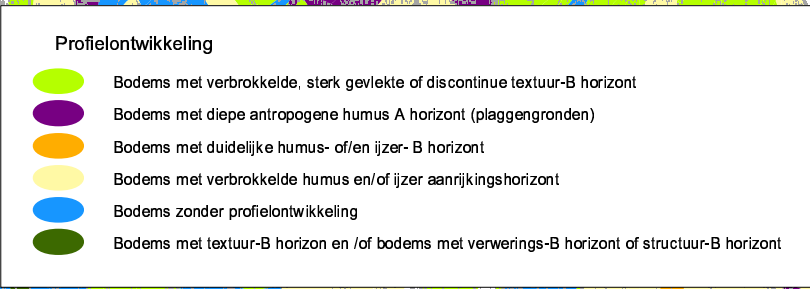 Profielontwikkeling
Bodems met verbrokkelde, sterk gevlekte of discontinue textuur-B horizont
Bodems met diepe antropogene humus A horizont (plaggengronden)
Bodems met duidelijke humus- of/en ijzer- B horizont
Bodems met verbrokkelde humus en/of ijzer aanrijkingshorizont
Bodems zonder profielontwikkeling
Bodems met textuur-B horizon en /of bodems met verwerings-B horizont of structuur-B horizont